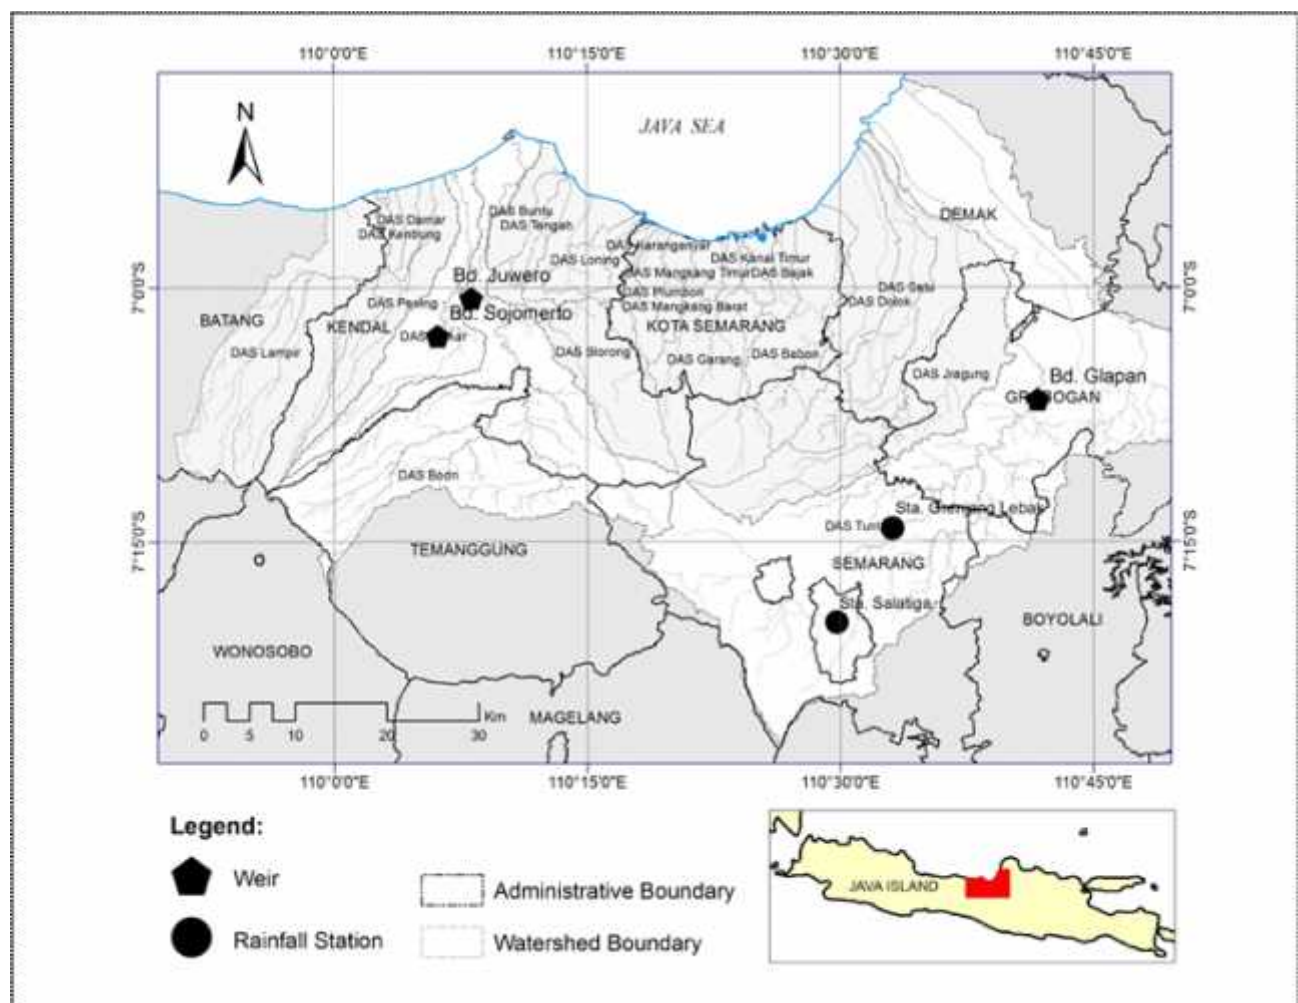 110°0'0"E
110°15'0"E
110°30'0"E
110°45'0"E
N
JAVA SEA
DEMAK
DAS Damar
DAS Buntu
DAS Kentlung
DAS Tengah
DAS Karanganyar
DAS Loning
DAS Kanal Timur
DAS Mangkang Timur
DAS Bajak
Bd. Juwero
7°0'0"S
7°0'0"S
DAS Plumbon
DAS Dolok
DAS Mangkang Barat
Bd. Sojomerto
BATANG
KENDAL
KOTA SEMARANG
DAS
DAS Lampir
DAS Blorong
DAS Garang
DAS Babon
DAS Jragung
Bd. Glapan
DAS Bodri
Sta. Lebak
DAS
7°15'0"S
7°15'0"S
TEMANGGUNG
SEMARANG
Sta. Salatiga
BOYOLALI
WONOSOBO
MAGELANG
Km
0 5 10 20 30
110°0'0"E
110°15'0"E
110°30'0"E
110°45'0"E
Legend:
Weir
Administrative Boundary
Rainfall Station
Watershed Boundary
JAVA ISLAND